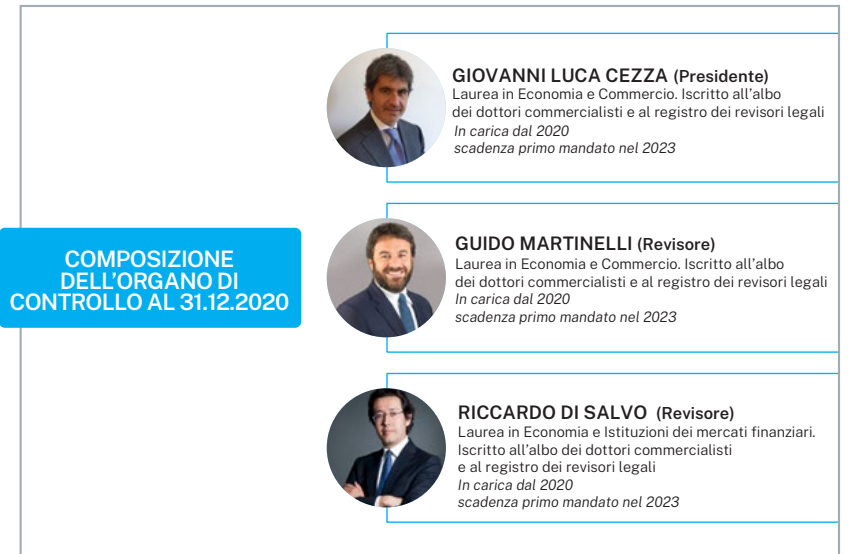 COMPOSIZIONE
DELL’ORGANO DI
CONTROLLO AL 31.12.2020
GIOVANNI LUCA CEZZA (Presidente)
Laurea in Economia e Commercio. Iscritto all’albo
dei dottori commercialisti e al registro dei revisori legali
In carica dal 2020
scadenza primo mandato nel 2023
GUIDO MARTINELLI (Revisore)
Laurea in Economia e Commercio. Iscritto all’albo
dei dottori commercialisti e al registro dei revisori legali
In carica dal 2020
scadenza primo mandato nel 2023
RICCARDO DI SALVO (Revisore)
Laurea in Economia e Istituzioni dei mercati finanziari.
Iscritto all’albo dei dottori commercialisti
e al registro dei revisori legali
In carica dal 2020
scadenza primo mandato nel 2023